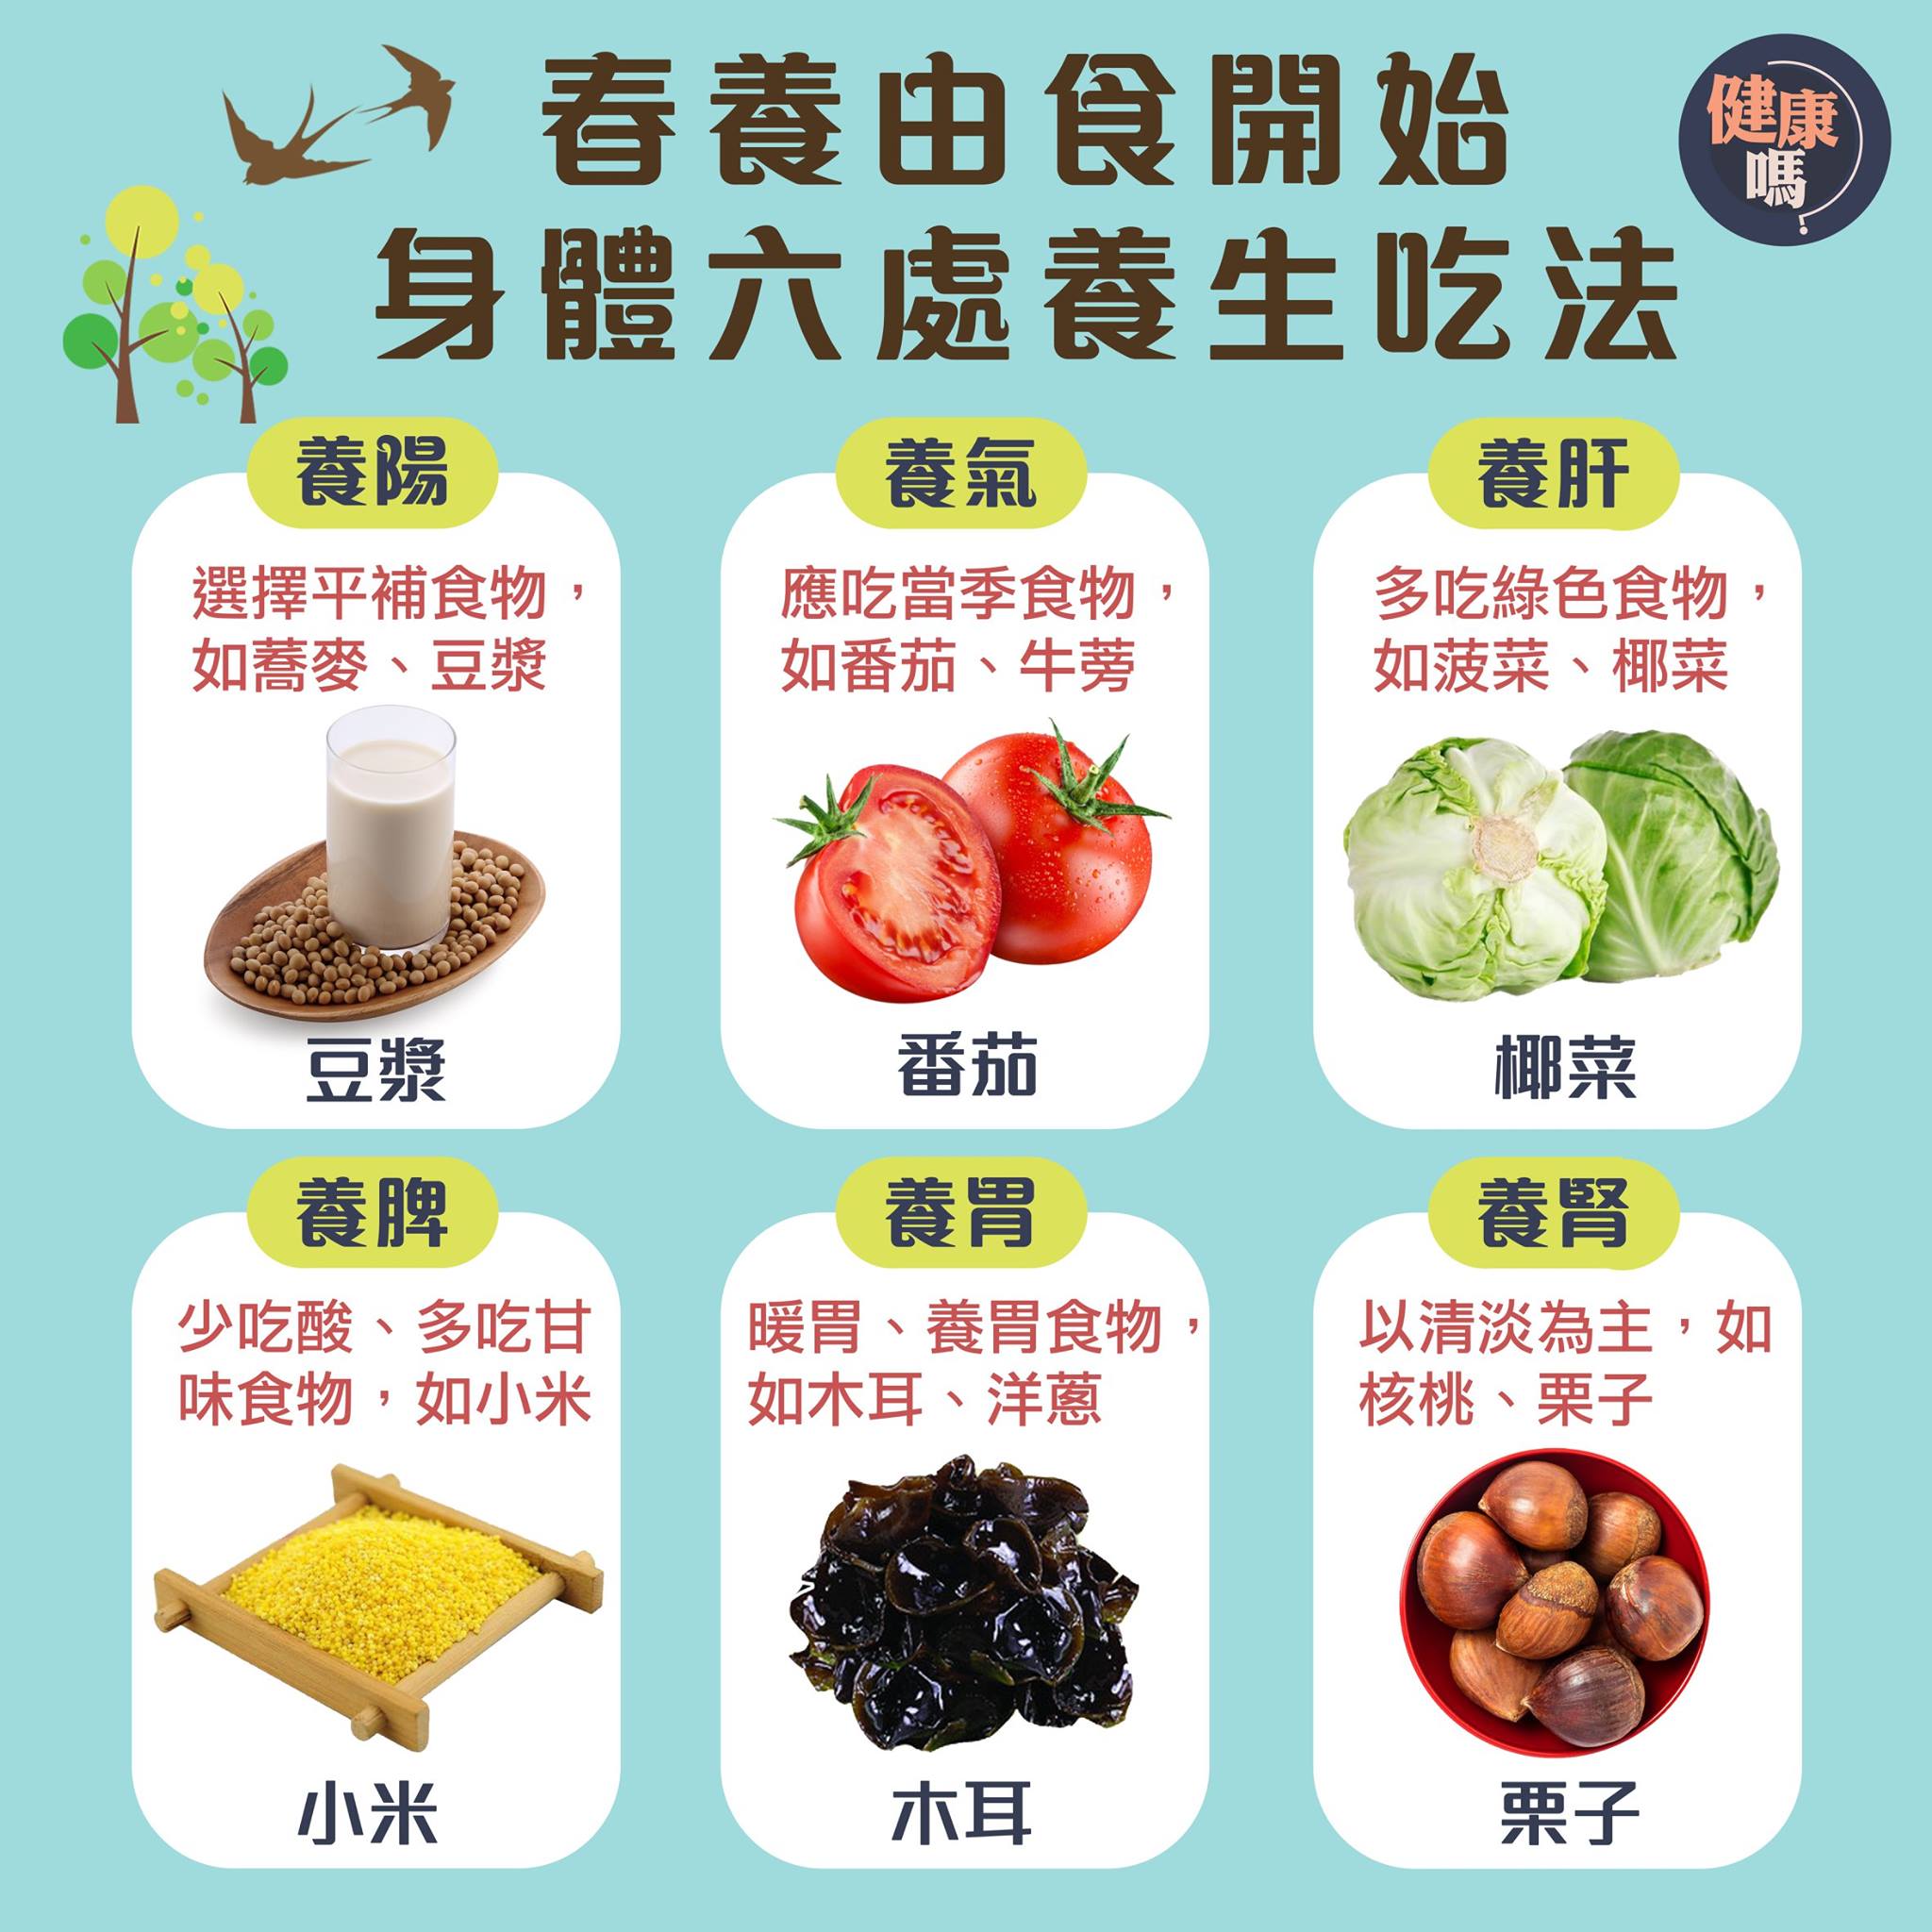 春養由食開始
健康
嗎?
身體六處養生吃法
養陽
選擇平補食物，
如蕎麥、豆漿
豆漿
養氣
應吃當季食物，
如番茄、牛蒡
番茄
養肝
多吃綠色食物，
如菠菜、椰菜
椰菜
養脾
少吃酸、多吃甘
味食物，如小米
小米
養胃
暖胃、養胃食物，
如木耳、洋蔥
木耳
養腎
以清淡為主，如
核桃、栗子
栗子